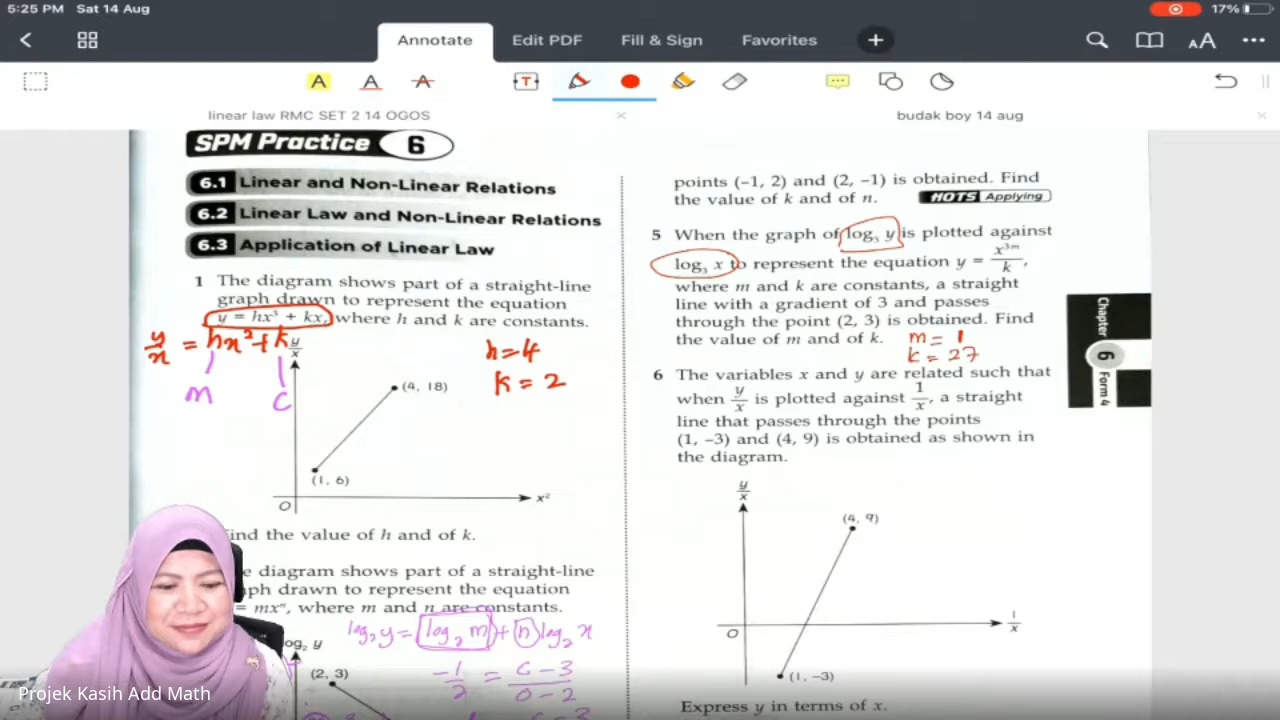 5:25 PM Sat 14 Aug
17%
Annotate
Edit PDF
Fill & Sign
Favorites
linear law RMC SET 2 14 OGOS
budak boy 14 aug
SPM Practice 6
6.1 Linear and Non-Linear Relations
6.2 Linear Law and Non-Linear Relations
6.3 Application of Linear Law
1 The diagram shows part of a straight-line
graph drawn to represent the equation
y = hx³ + kx, where h and k are constants.
y/x = hx² + k
m
c
h = 4
k = 2
y/x
(4, 18)
(1, 6)
O
x²
ind the value of h and of k.
e diagram shows part of a straight-line
ph drawn to represent the equation
= mxⁿ, where m and n are constants.
log₂ y = log₂ m + n log₂ x
og₂ y
(2, 3)
-1/2 = c - 3 / 0 - 2
points (–1, 2) and (2, –1) is obtained. Find
the value of k and of n. HOTS Applying
5 When the graph of log₃ y is plotted against
log₃ x to represent the equation y = x³ᵐ/k,
where m and k are constants, a straight
line with a gradient of 3 and passes
through the point (2, 3) is obtained. Find
the value of m and of k.
m = 1
k = 27
6 The variables x and y are related such that
when y/x is plotted against 1/x, a straight
line that passes through the points
(1, –3) and (4, 9) is obtained as shown in
the diagram.
y/x
(4, 9)
O
1/x
(1, –3)
Express y in terms of x.
Chapter 6 Form 4
Projek Kasih Add Math